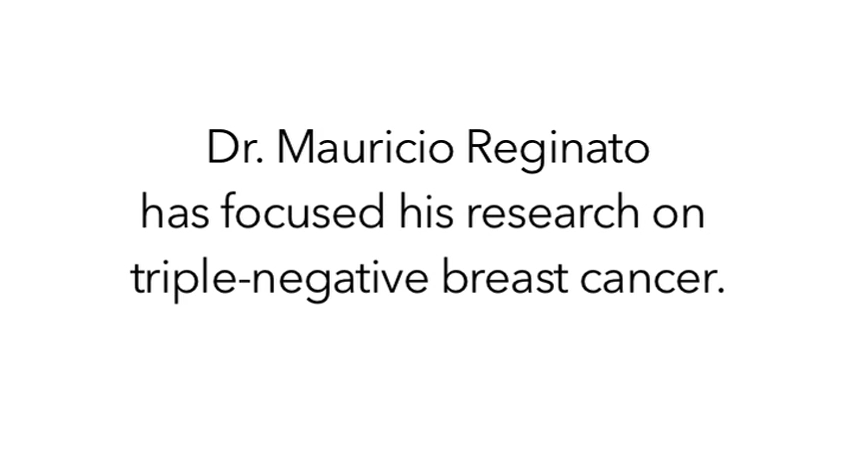 Dr. Mauricio Reginato
has focused his research on
triple-negative breast cancer.